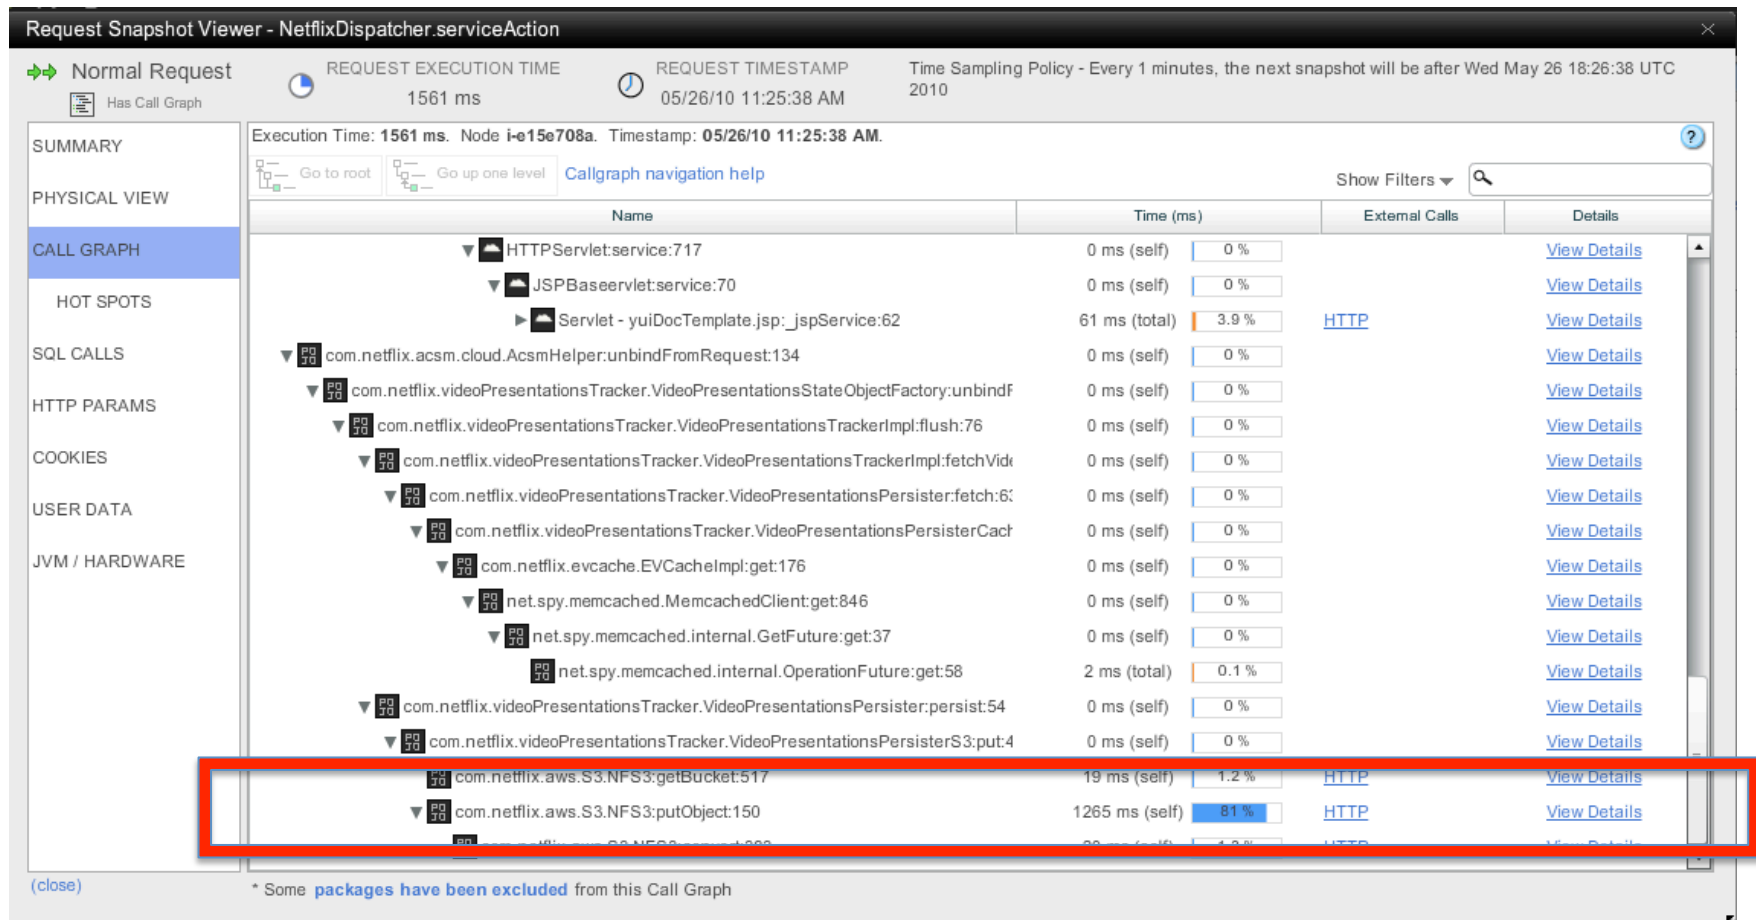 Request Snapshot Viewer - NetflixDispatcher.serviceAction
Normal Request
Has Call Graph
REQUEST EXECUTION TIME
1561 ms
REQUEST TIMESTAMP
05/26/10 11:25:38 AM
Time Sampling Policy - Every 1 minutes, the next snapshot will be after Wed May 26 18:26:38 UTC
2010
SUMMARY
PHYSICAL VIEW
CALL GRAPH
HOT SPOTS
SQL CALLS
HTTP PARAMS
COOKIES
USER DATA
JVM / HARDWARE
(close)
Execution Time: 1561 ms. Node i-e15e708a. Timestamp: 05/26/10 11:25:38 AM.
?
Go to root Go up one level Callgraph navigation help
Show Filters
Name Time (ms) External Calls Details
HTTPServlet:service:717 0 ms (self) 0 % View Details
JSPBaseervlet:service:70 0 ms (self) 0 % View Details
Servlet - yuiDocTemplate.jsp:_jspService:62 61 ms (total) 3.9 % HTTP View Details
com.netflix.acsm.cloud.AcsmHelper:unbindFromRequest:134 0 ms (self) 0 % View Details
com.netflix.videoPresentationsTracker.VideoPresentationsStateObjectFactory:unbindF 0 ms (self) 0 % View Details
com.netflix.videoPresentationsTracker.VideoPresentationsTrackerImpl:flush:76 0 ms (self) 0 % View Details
com.netflix.videoPresentationsTracker.VideoPresentationsTrackerImpl:fetchVide 0 ms (self) 0 % View Details
com.netflix.videoPresentationsTracker.VideoPresentationsPersister:fetch:63 0 ms (self) 0 % View Details
com.netflix.videoPresentationsTracker.VideoPresentationsPersisterCach 0 ms (self) 0 % View Details
com.netflix.evcache.EVCacheImpl:get:176 0 ms (self) 0 % View Details
net.spy.memcached.MemcachedClient:get:846 0 ms (self) 0 % View Details
net.spy.memcached.internal.GetFuture:get:37 0 ms (self) 0 % View Details
net.spy.memcached.internal.OperationFuture:get:58 2 ms (total) 0.1 % View Details
com.netflix.videoPresentationsTracker.VideoPresentationsPersister:persist:54 0 ms (self) 0 % View Details
com.netflix.videoPresentationsTracker.VideoPresentationsPersisterS3:put:4 0 ms (self) 0 % View Details
com.netflix.aws.S3.NFS3:getBucket:517 19 ms (self) 1.2 % HTTP View Details
com.netflix.aws.S3.NFS3:putObject:150 1265 ms (self) 81 % HTTP View Details
HTTP View Details
* Some packages have been excluded from this Call Graph